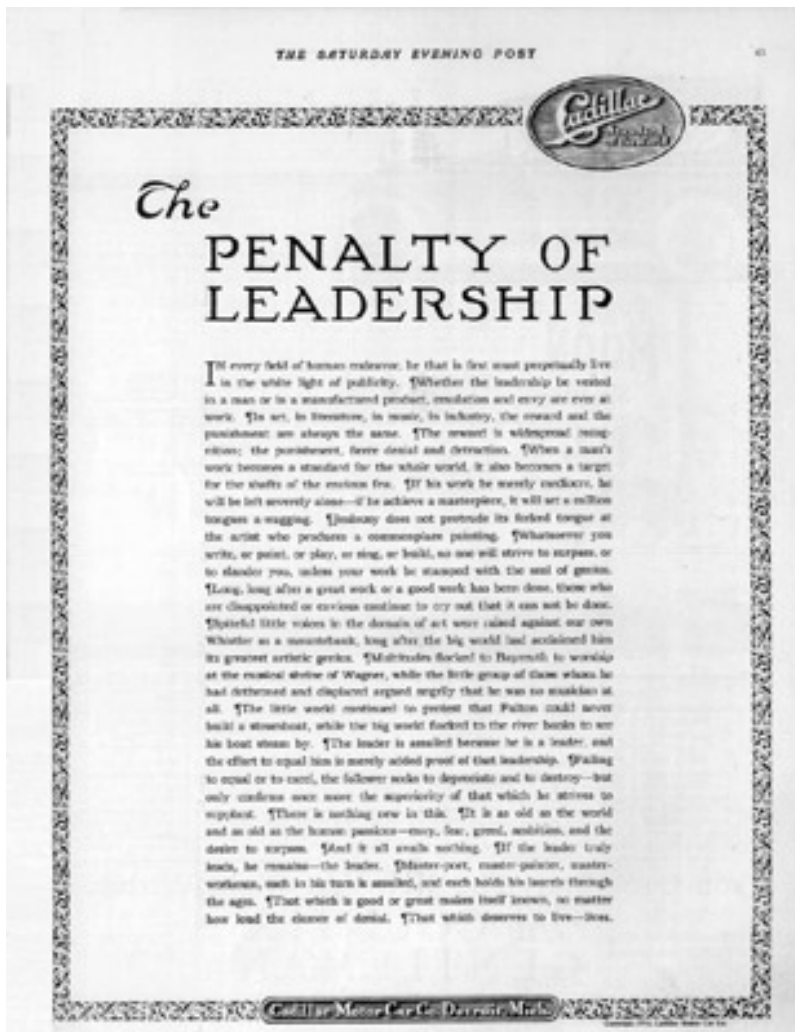 THE SATURDAY EVENING POST
Cadillac
The
PENALTY OF
LEADERSHIP
IN every field of human endeavor, he that is first must perpetually live
in the white light of publicity. ¶Whether the leadership be vested
in a man or in a manufactured product, emulation and envy are ever at
work. ¶In art, in literature, in music, in industry, the reward and the
punishment are always the same. ¶The reward is widespread recog-
nition; the punishment, fierce denial and detraction. ¶When a man's
work becomes a standard for the whole world, it also becomes a target
for the shafts of the envious few. ¶If his work be merely mediocre, he
will be left severely alone—if he achieve a masterpiece, it will set a million
tongues a-wagging. ¶Jealousy does not protrude its forked tongue at
the artist who produces a commonplace painting. ¶Whatsoever you
write, or paint, or play, or sing, or build, no one will strive to surpass, or
to slander you, unless your work be stamped with the seal of genius.
¶Long, long after a great work or a good work has been done, those who
are disappointed or envious continue to cry out that it can not be done.
¶Spiteful little voices in the domain of art were raised against our own
Whistler as a mountebank, long after the big world had acclaimed him
its greatest artistic genius. ¶Multitudes flocked to Bayreuth to worship
at the musical shrine of Wagner, while the little group of those whom he
had dethroned and displaced argued angrily that he was no musician at
all. ¶The little world continued to protest that Fulton could never
build a steamboat, while the big world flocked to the river banks to see
his boat steam by. ¶The leader is assailed because he is a leader, and
the effort to equal him is merely added proof of that leadership. ¶Failing
to equal or to excel, the follower seeks to depreciate and to destroy—but
only confirms once more the superiority of that which he strives to
supplant. ¶There is nothing new in this. ¶It is as old as the world
and as old as the human passions—envy, fear, greed, ambition, and the
desire to surpass. ¶And it all avails nothing. ¶If the leader truly
leads, he remains—the leader. ¶Master-poet, master-painter, master-
workman, each in his turn is assailed, and each holds his laurels through
the ages. ¶That which is good or great makes itself known, no matter
how loud the clamor of denial. ¶That which deserves to live—lives.
Cadillac Motor Car Co. Detroit, Mich.